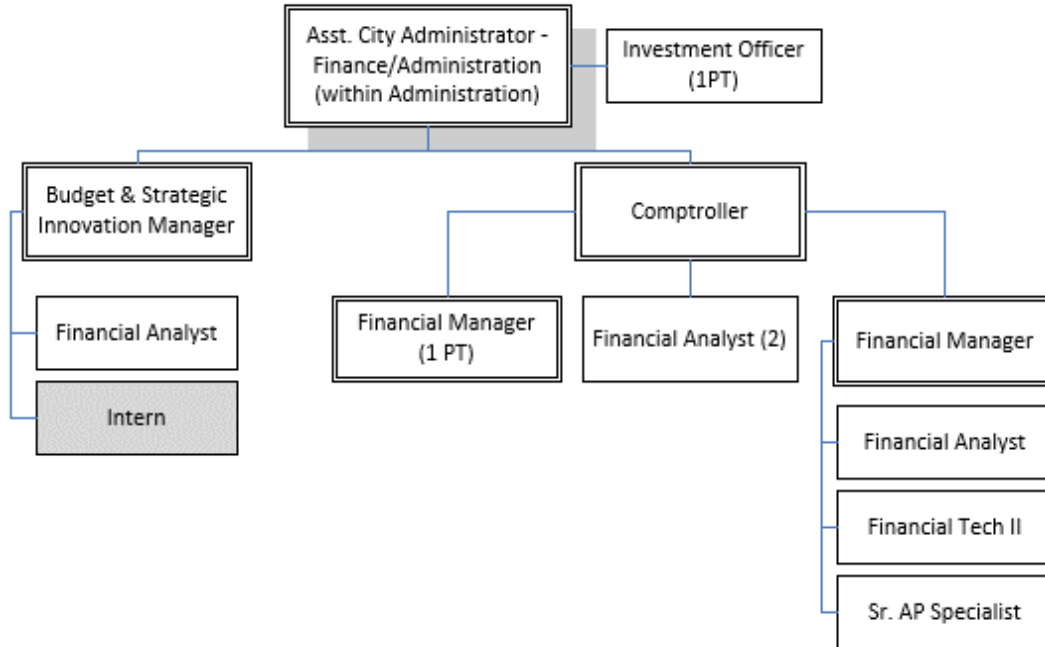 Asst. City Administrator -
Finance/Administration
(within Administration)
Investment Officer
(1PT)
Budget & Strategic
Innovation Manager
Comptroller
Financial Analyst
Intern
Financial Manager
(1 PT)
Financial Analyst (2)
Financial Manager
Financial Analyst
Financial Tech II
Sr. AP Specialist